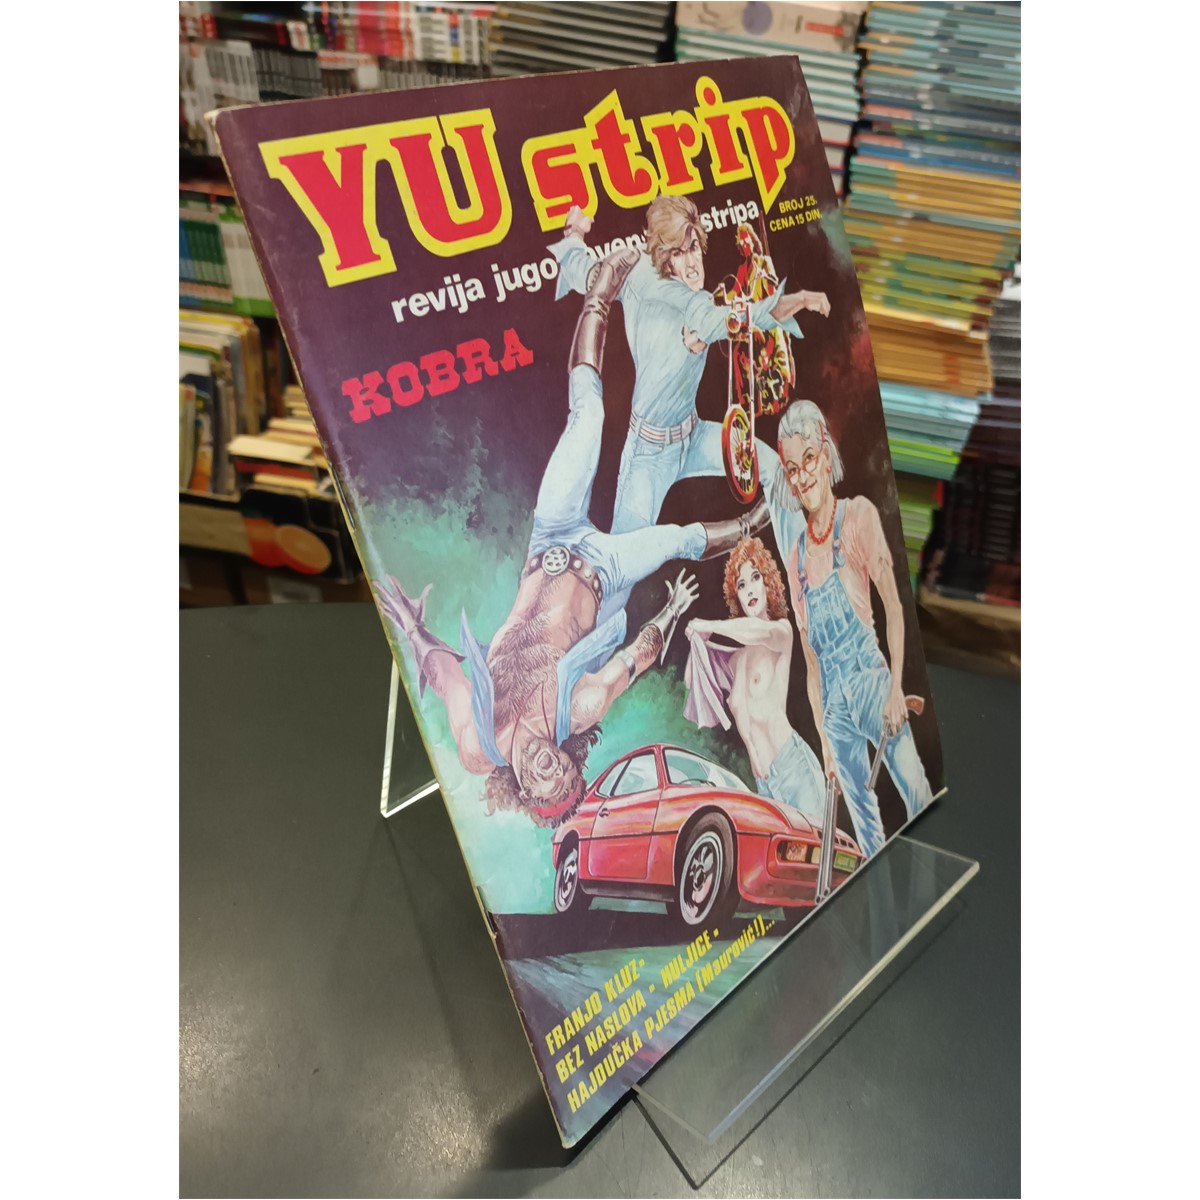 YU strip
revija jugo stripa
BROJ 25.
CENA 15 DIN.
KOBRA
FRANJO KLUZ -
BEZ NASLOVA - NULJICE -
HAJDUČKA PJESMA (Maurović!)...